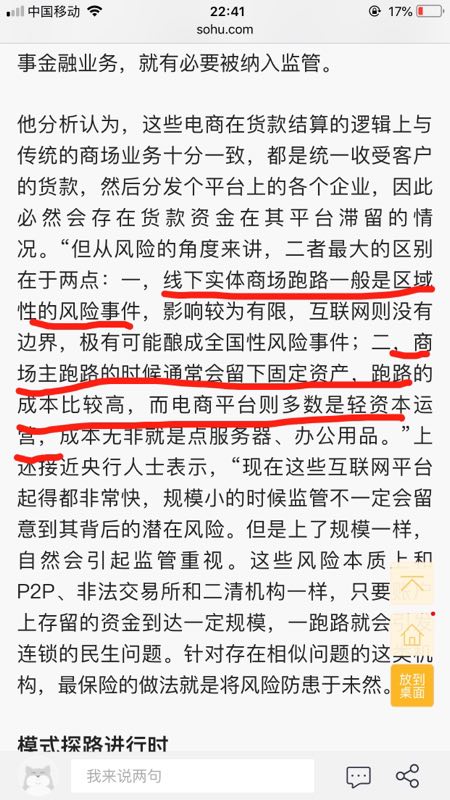 中国移动
22:41
17%
sohu.com
事金融业务，就有必要被纳入监管。
他分析认为，这些电商在货款结算的逻辑上与
传统的商场业务十分一致，都是统一收受客户
的货款，然后分发个平台上的各个企业，因此
必然会存在货款资金在其平台滞留的情
况。“但从风险的角度来讲，二者最大的区别
在于两点：一，线下实体商场跑路一般是区域
性的风险事件，影响较为有限，互联网则没有
边界，极有可能酿成全国性风险事件；二，商
场主跑路的时候通常会留下固定资产，跑路的
成本比较高，而电商平台则多数是轻资本运
营，成本无非就是点服务器、办公用品。”上
述接近央行人士表示，“现在这些互联网平台
起得都非常快，规模小的时候监管不一定会留
意到其背后的潜在风险。但是上了规模一样，
自然会引起监管重视。这些风险本质上和
P2P、非法交易所和二清机构一样，只要
上存留的资金到达一定规模，一跑路就会引发
连锁的民生问题。针对存在相似问题的这类机
构，最保险的做法就是将风险防患于未然。
放到
桌面
模式探路进行时
我来说两句